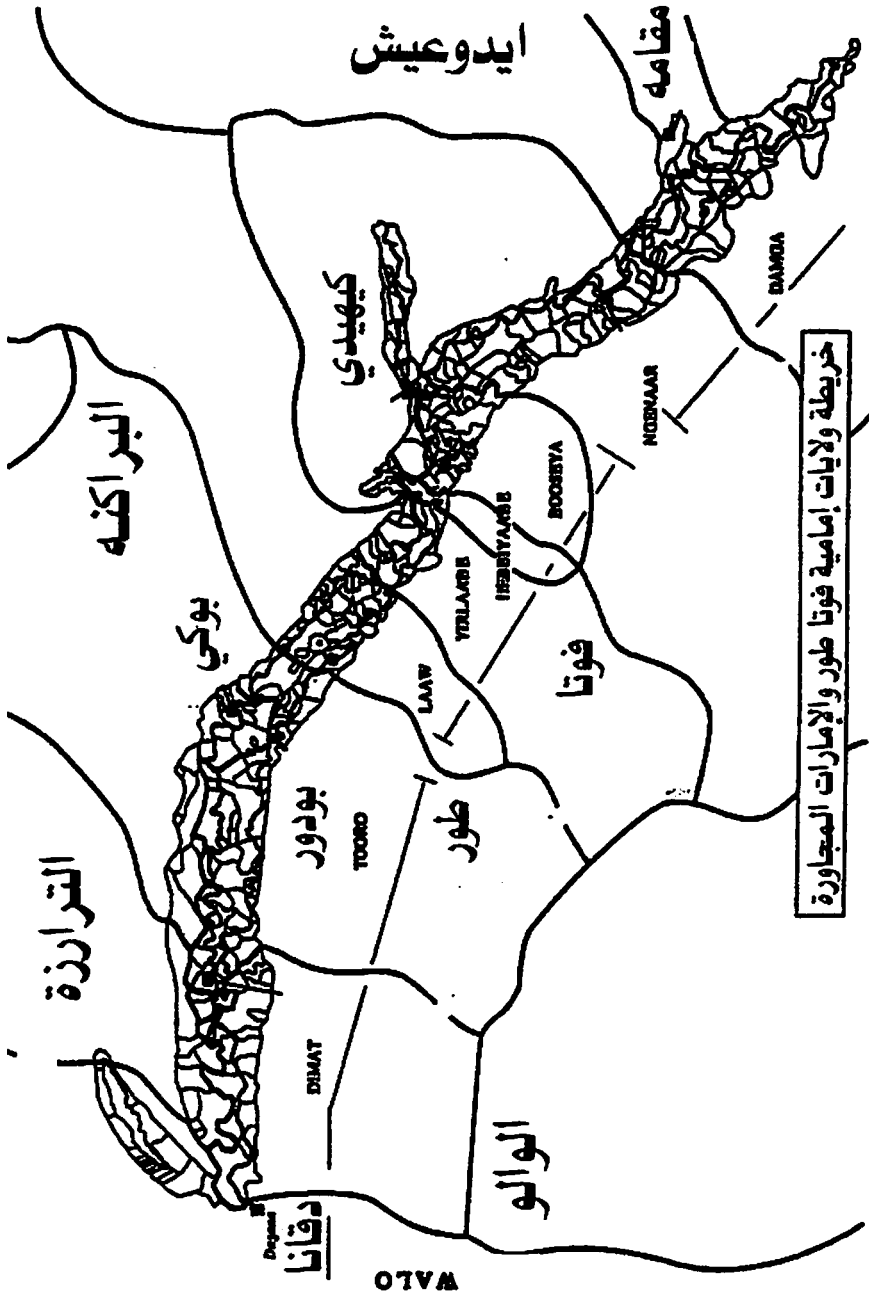 ايدوعيش
مقامه
كيهيدي
البراكنه
بوكي
الترارزة
DAMGA
NGENAAR
BOOSEYA
HEBBIYAABE
YIRLAABE
LAAW
فوتا
بودور
TOORO
طور
DIMAT
الوالو
Dagana
دقانا
WALO
خريطة ولايات إمامية فوتا طور والإمارات المجاورة